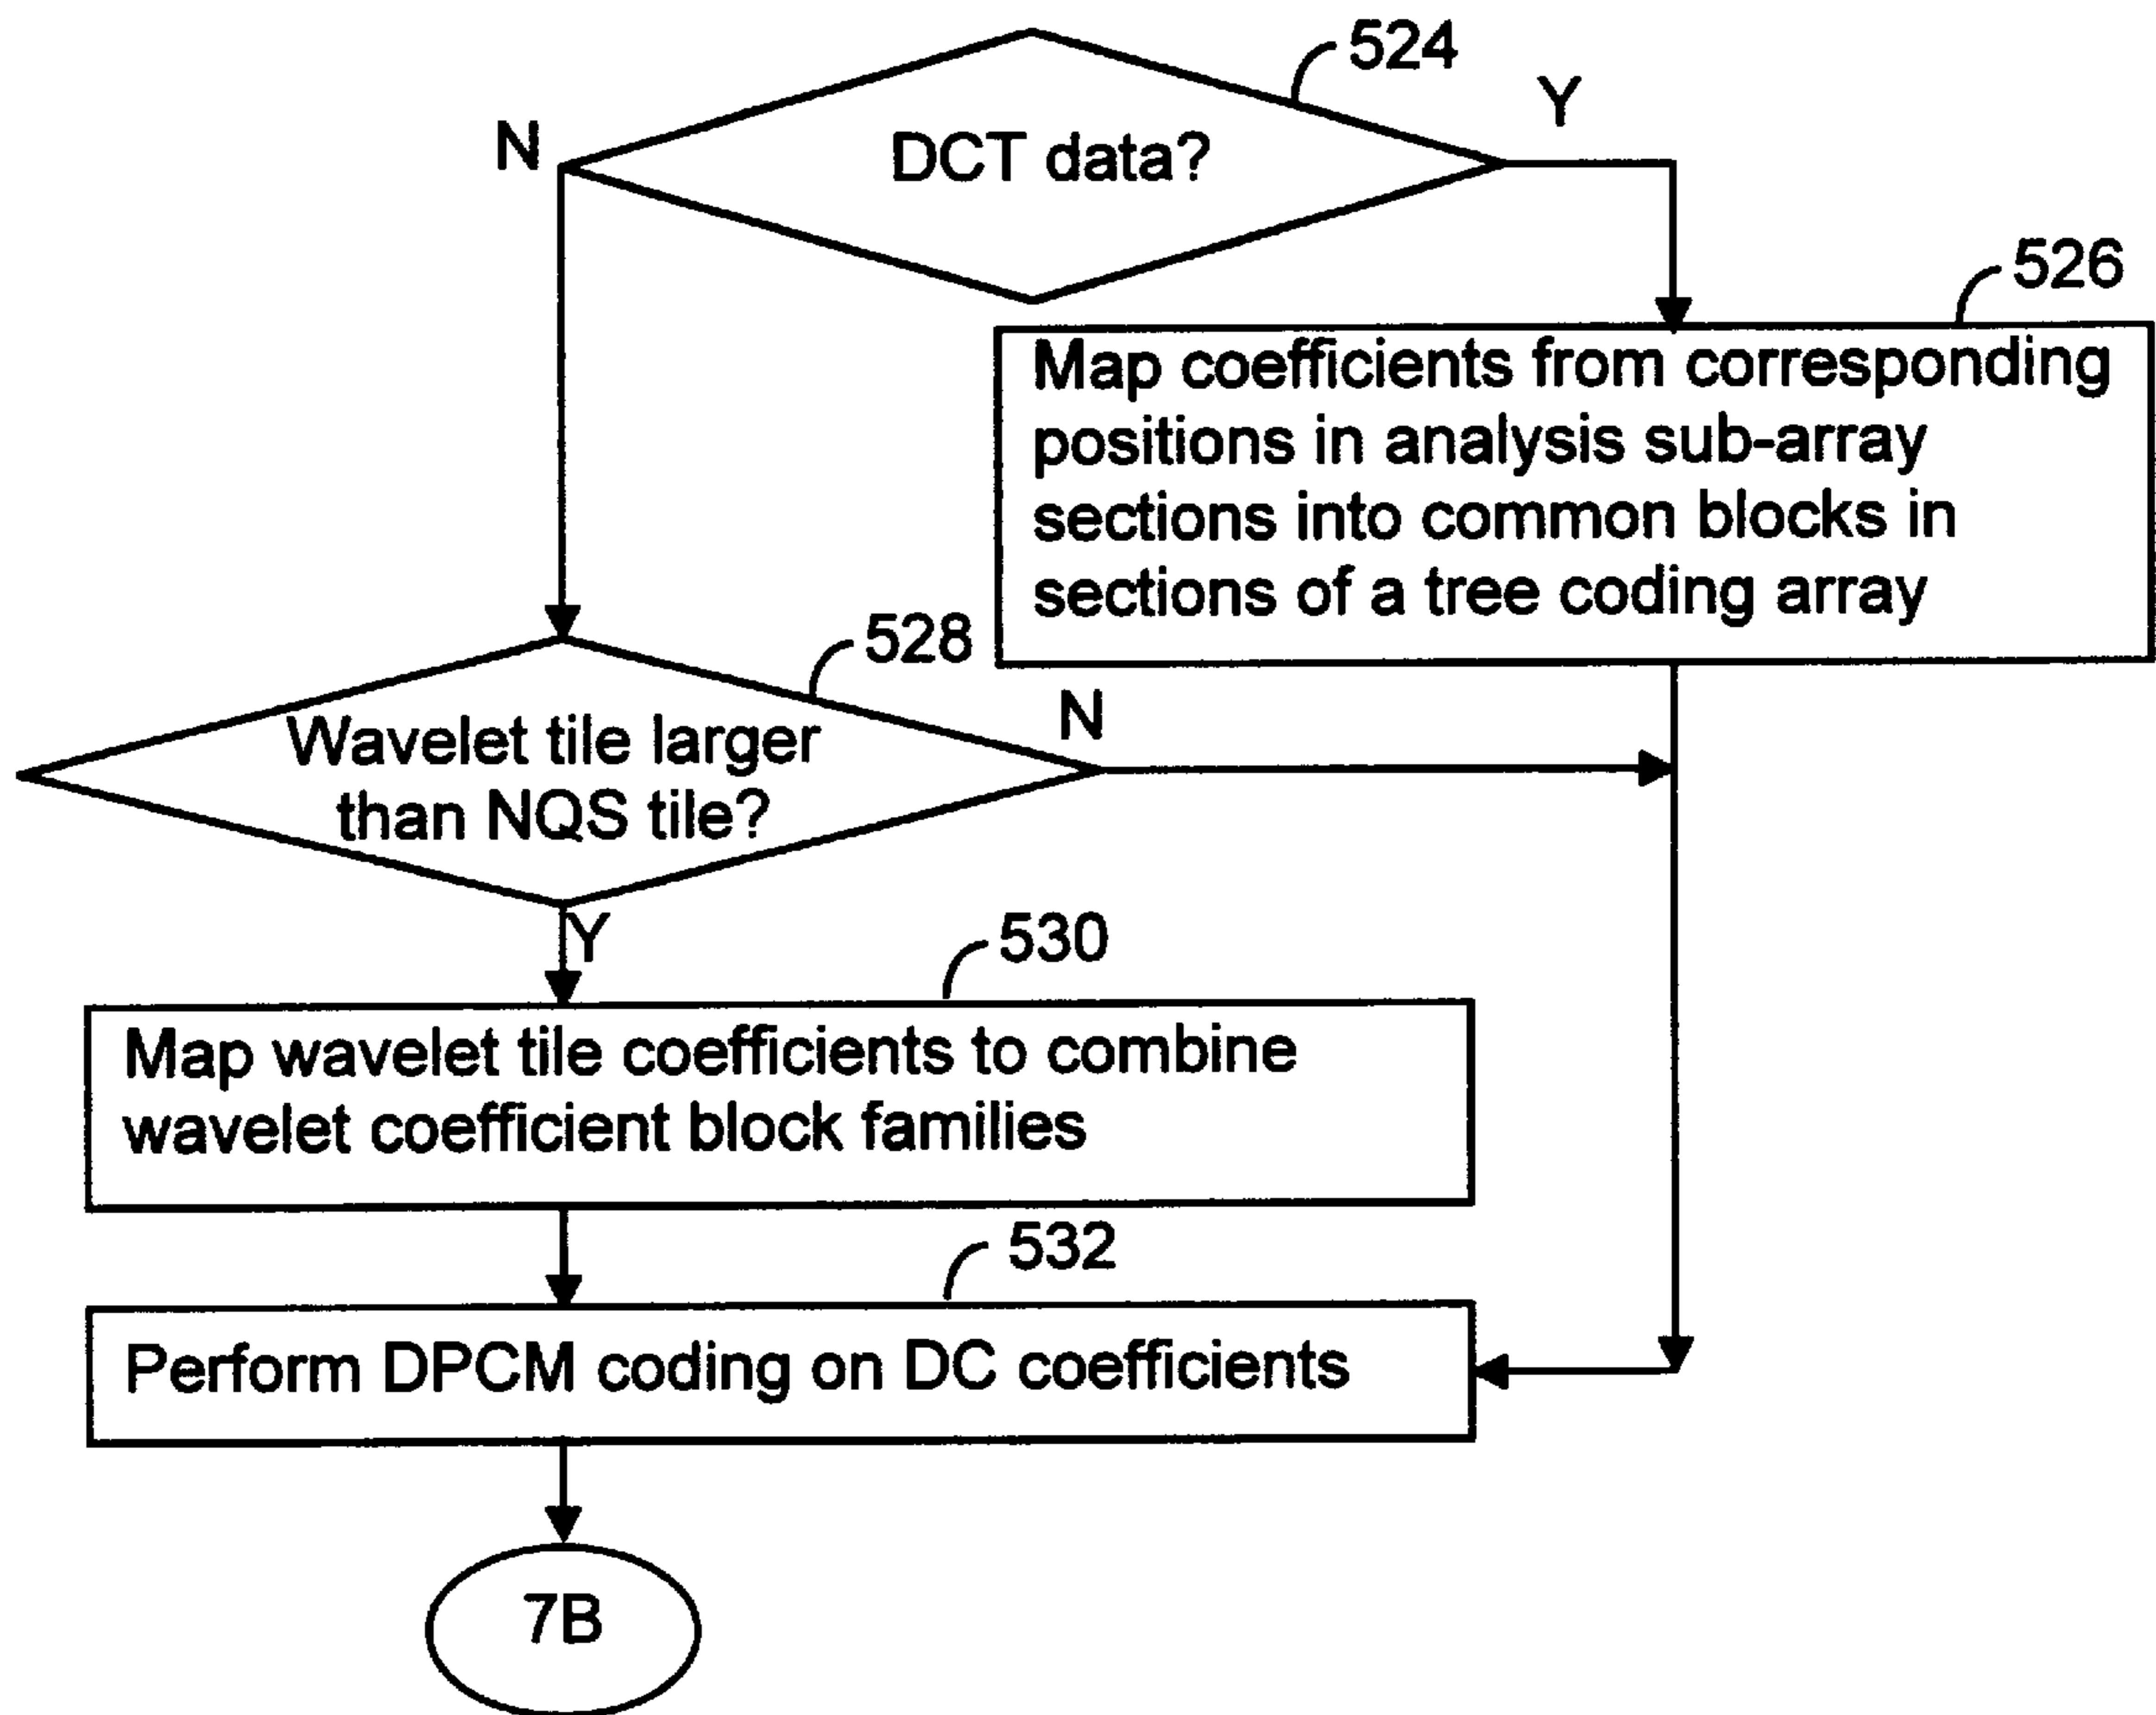 524
Y
N
DCT data?
526
Map coefficients from corresponding
positions in analysis sub-array
sections into common blocks in
sections of a tree coding array
528
N
Wavelet tile larger
than NQS tile?
Y
530
Map wavelet tile coefficients to combine
wavelet coefficient block families
532
Perform DPCM coding on DC coefficients
7B